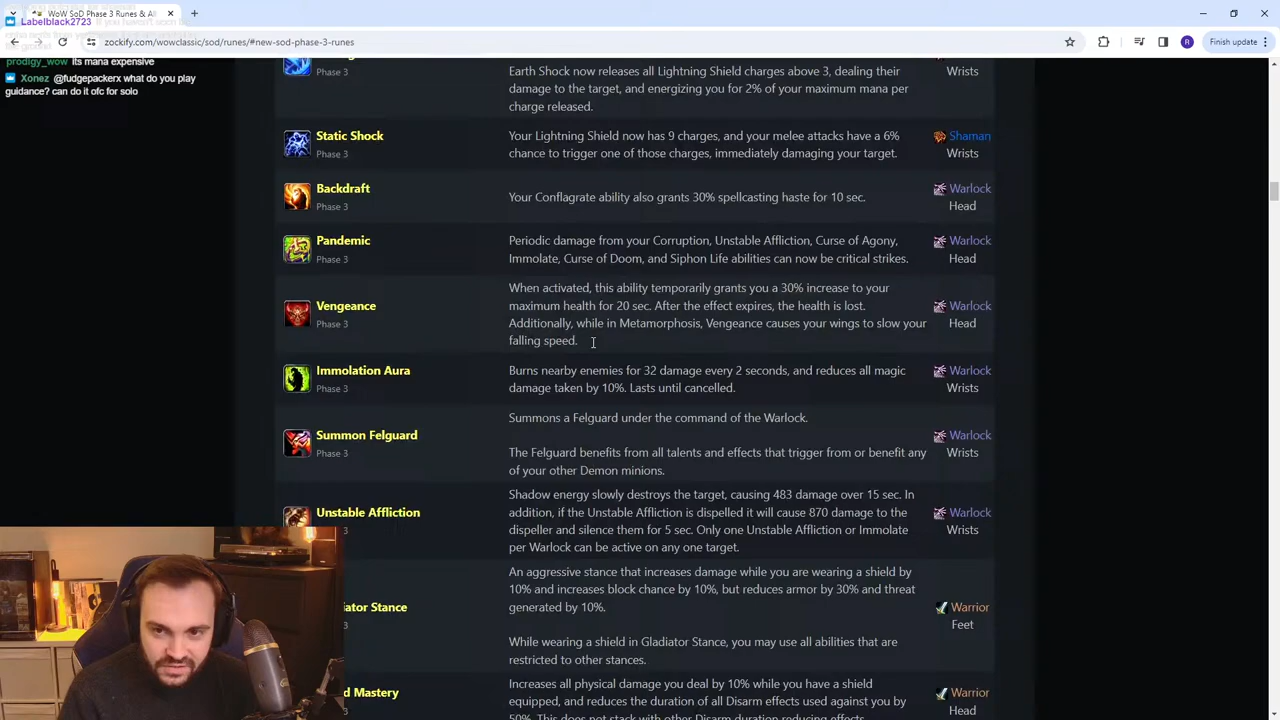 WoW SoD Phase 3 Runes & Al
Labelblack2723
zockify.com/wowclassic/sod/runes/#new-sod-phase-3-runes
R
Finish update
prodigy_wow its mana expensive
Xonez @fudgepackerx what do you play
guidance? can do it ofc for solo
Earth Shock now releases all Lightning Shield charges above 3, dealing their
damage to the target, and energizing you for 2% of your maximum mana per
charge released.
Phase 3
Wrists
Static Shock
Phase 3
Your Lightning Shield now has 9 charges, and your melee attacks have a 6%
chance to trigger one of those charges, immediately damaging your target.
Shaman
Wrists
Backdraft
Phase 3
Your Conflagrate ability also grants 30% spellcasting haste for 10 sec.
Warlock
Head
Pandemic
Phase 3
Periodic damage from your Corruption, Unstable Affliction, Curse of Agony,
Immolate, Curse of Doom, and Siphon Life abilities can now be critical strikes.
Warlock
Head
Vengeance
Phase 3
When activated, this ability temporarily grants you a 30% increase to your
maximum health for 20 sec. After the effect expires, the health is lost.
Additionally, while in Metamorphosis, Vengeance causes your wings to slow your
falling speed.
Warlock
Head
Immolation Aura
Phase 3
Burns nearby enemies for 32 damage every 2 seconds, and reduces all magic
damage taken by 10%. Lasts until cancelled.
Warlock
Wrists
Summon Felguard
Phase 3
Summons a Felguard under the command of the Warlock.
The Felguard benefits from all talents and effects that trigger from or benefit any
of your other Demon minions.
Warlock
Wrists
Unstable Affliction
3
Shadow energy slowly destroys the target, causing 483 damage over 15 sec. In
addition, if the Unstable Affliction is dispelled it will cause 870 damage to the
dispeller and silence them for 5 sec. Only one Unstable Affliction or Immolate
per Warlock can be active on any one target.
Warlock
Wrists
iator Stance
3
An aggressive stance that increases damage while you are wearing a shield by
10% and increases block chance by 10%, but reduces armor by 30% and threat
generated by 10%.
While wearing a shield in Gladiator Stance, you may use all abilities that are
restricted to other stances.
Warrior
Feet
d Mastery
3
Increases all physical damage you deal by 10% while you have a shield
equipped, and reduces the duration of all Disarm effects used against you by
50%. This does not stack with other Disarm duration reducing effects.
Warrior
Head